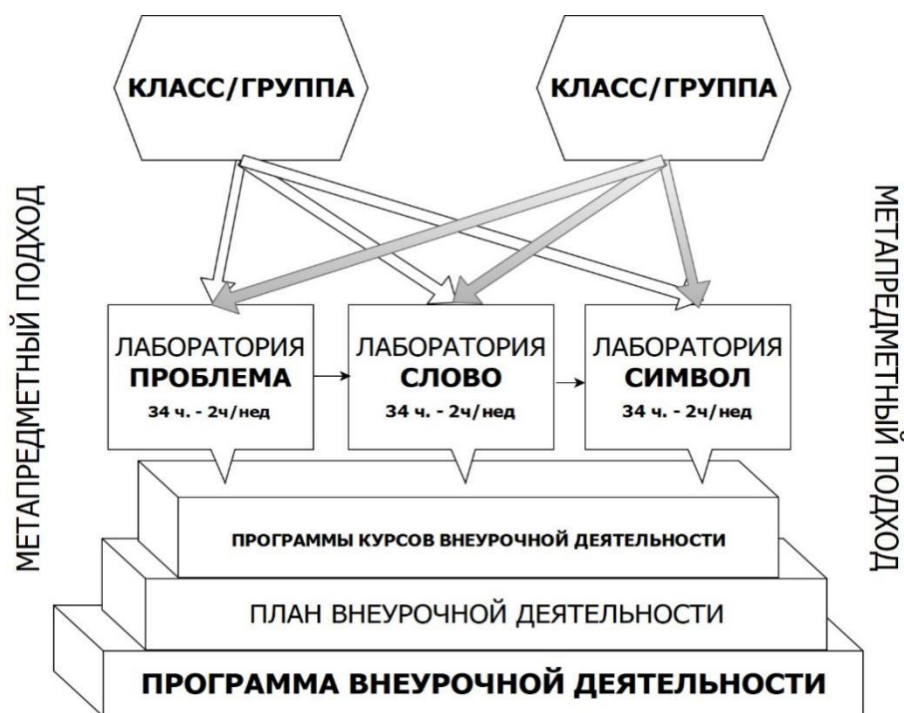 КЛАСС/ГРУППА
КЛАСС/ГРУППА
МЕТАПРЕДМЕТНЫЙ ПОДХОД
МЕТАПРЕДМЕТНЫЙ ПОДХОД
ЛАБОРАТОРИЯ
ПРОБЛЕМА
34 ч. - 2ч/нед
ЛАБОРАТОРИЯ
СЛОВО
34 ч. - 2ч/нед
ЛАБОРАТОРИЯ
СИМВОЛ
34 ч. - 2ч/нед
ПРОГРАММЫ КУРСОВ ВНЕУРОЧНОЙ ДЕЯТЕЛЬНОСТИ
ПЛАН ВНЕУРОЧНОЙ ДЕЯТЕЛЬНОСТИ
ПРОГРАММА ВНЕУРОЧНОЙ ДЕЯТЕЛЬНОСТИ